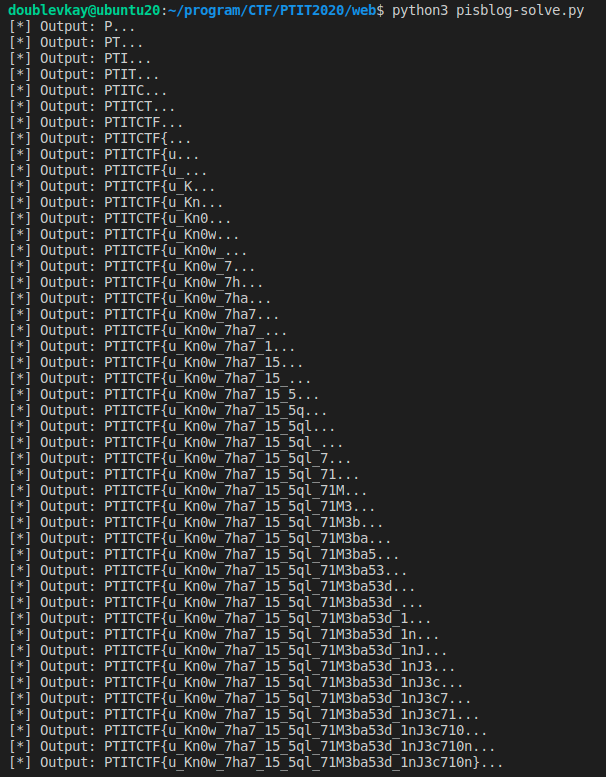 doublevkay@ubuntu20:~/program/CTF/PTIT2020/web$ python3 pisblog-solve.py
[*] Output: P...
[*] Output: PT...
[*] Output: PTI...
[*] Output: PTIT...
[*] Output: PTITC...
[*] Output: PTITCT...
[*] Output: PTITCTF...
[*] Output: PTITCTF{...
[*] Output: PTITCTF{u...
[*] Output: PTITCTF{u_...
[*] Output: PTITCTF{u_K...
[*] Output: PTITCTF{u_Kn...
[*] Output: PTITCTF{u_Kn0...
[*] Output: PTITCTF{u_Kn0w...
[*] Output: PTITCTF{u_Kn0w_...
[*] Output: PTITCTF{u_Kn0w_7...
[*] Output: PTITCTF{u_Kn0w_7h...
[*] Output: PTITCTF{u_Kn0w_7ha...
[*] Output: PTITCTF{u_Kn0w_7ha7...
[*] Output: PTITCTF{u_Kn0w_7ha7_...
[*] Output: PTITCTF{u_Kn0w_7ha7_1...
[*] Output: PTITCTF{u_Kn0w_7ha7_15...
[*] Output: PTITCTF{u_Kn0w_7ha7_15_...
[*] Output: PTITCTF{u_Kn0w_7ha7_15_5...
[*] Output: PTITCTF{u_Kn0w_7ha7_15_5q...
[*] Output: PTITCTF{u_Kn0w_7ha7_15_5ql...
[*] Output: PTITCTF{u_Kn0w_7ha7_15_5ql_...
[*] Output: PTITCTF{u_Kn0w_7ha7_15_5ql_7...
[*] Output: PTITCTF{u_Kn0w_7ha7_15_5ql_71...
[*] Output: PTITCTF{u_Kn0w_7ha7_15_5ql_71M...
[*] Output: PTITCTF{u_Kn0w_7ha7_15_5ql_71M3...
[*] Output: PTITCTF{u_Kn0w_7ha7_15_5ql_71M3b...
[*] Output: PTITCTF{u_Kn0w_7ha7_15_5ql_71M3ba...
[*] Output: PTITCTF{u_Kn0w_7ha7_15_5ql_71M3ba5...
[*] Output: PTITCTF{u_Kn0w_7ha7_15_5ql_71M3ba53...
[*] Output: PTITCTF{u_Kn0w_7ha7_15_5ql_71M3ba53d...
[*] Output: PTITCTF{u_Kn0w_7ha7_15_5ql_71M3ba53d_...
[*] Output: PTITCTF{u_Kn0w_7ha7_15_5ql_71M3ba53d_1...
[*] Output: PTITCTF{u_Kn0w_7ha7_15_5ql_71M3ba53d_1n...
[*] Output: PTITCTF{u_Kn0w_7ha7_15_5ql_71M3ba53d_1nJ...
[*] Output: PTITCTF{u_Kn0w_7ha7_15_5ql_71M3ba53d_1nJ3...
[*] Output: PTITCTF{u_Kn0w_7ha7_15_5ql_71M3ba53d_1nJ3c...
[*] Output: PTITCTF{u_Kn0w_7ha7_15_5ql_71M3ba53d_1nJ3c7...
[*] Output: PTITCTF{u_Kn0w_7ha7_15_5ql_71M3ba53d_1nJ3c71...
[*] Output: PTITCTF{u_Kn0w_7ha7_15_5ql_71M3ba53d_1nJ3c710...
[*] Output: PTITCTF{u_Kn0w_7ha7_15_5ql_71M3ba53d_1nJ3c710n...
[*] Output: PTITCTF{u_Kn0w_7ha7_15_5ql_71M3ba53d_1nJ3c710n}...